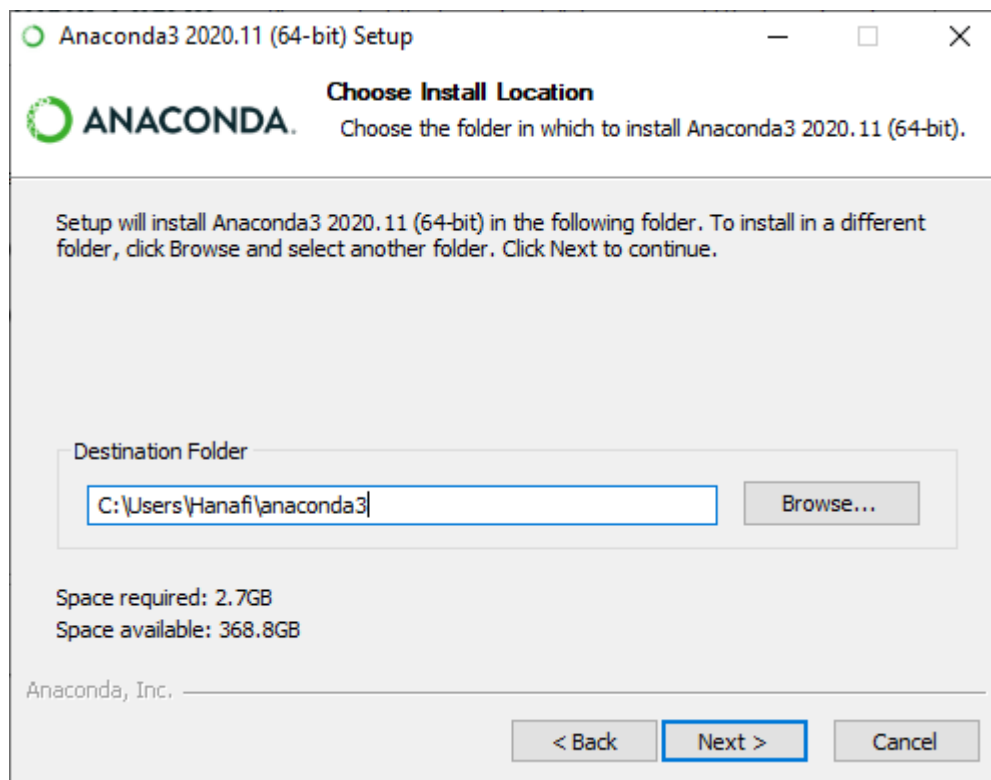 Anaconda3 2020.11 (64-bit) Setup
ANACONDA.
Choose Install Location
Choose the folder in which to install Anaconda3 2020.11 (64-bit).
Setup will install Anaconda3 2020.11 (64-bit) in the following folder. To install in a different
folder, click Browse and select another folder. Click Next to continue.
Destination Folder
C:\Users\Hanafi\anaconda3
Browse...
Space required: 2.7GB
Space available: 368.8GB
Anaconda, Inc.
< Back
Next >
Cancel